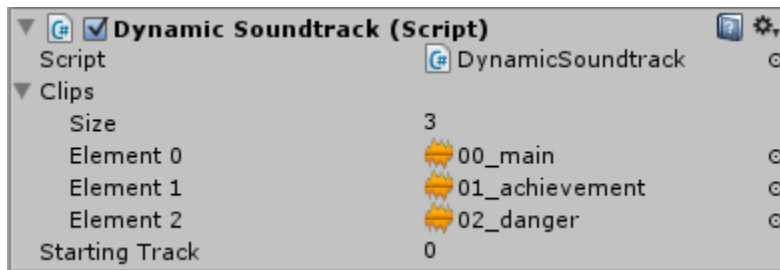 Dynamic Soundtrack (Script)
Script DynamicSoundtrack
Clips
Size 3
Element 0 00_main
Element 1 01_achievement
Element 2 02_danger
Starting Track 0